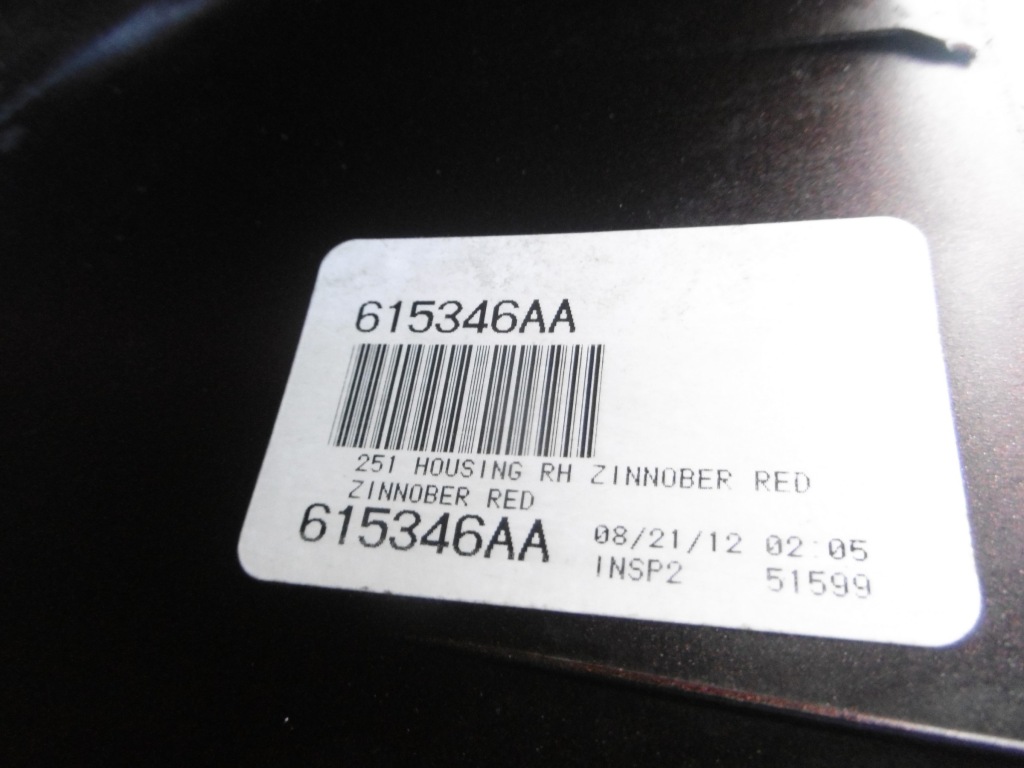 615346AA
251 HOUSING RH ZINNOBER RED
ZINNOBER RED
615346AA 08/21/12 02:05
INSP2 51599